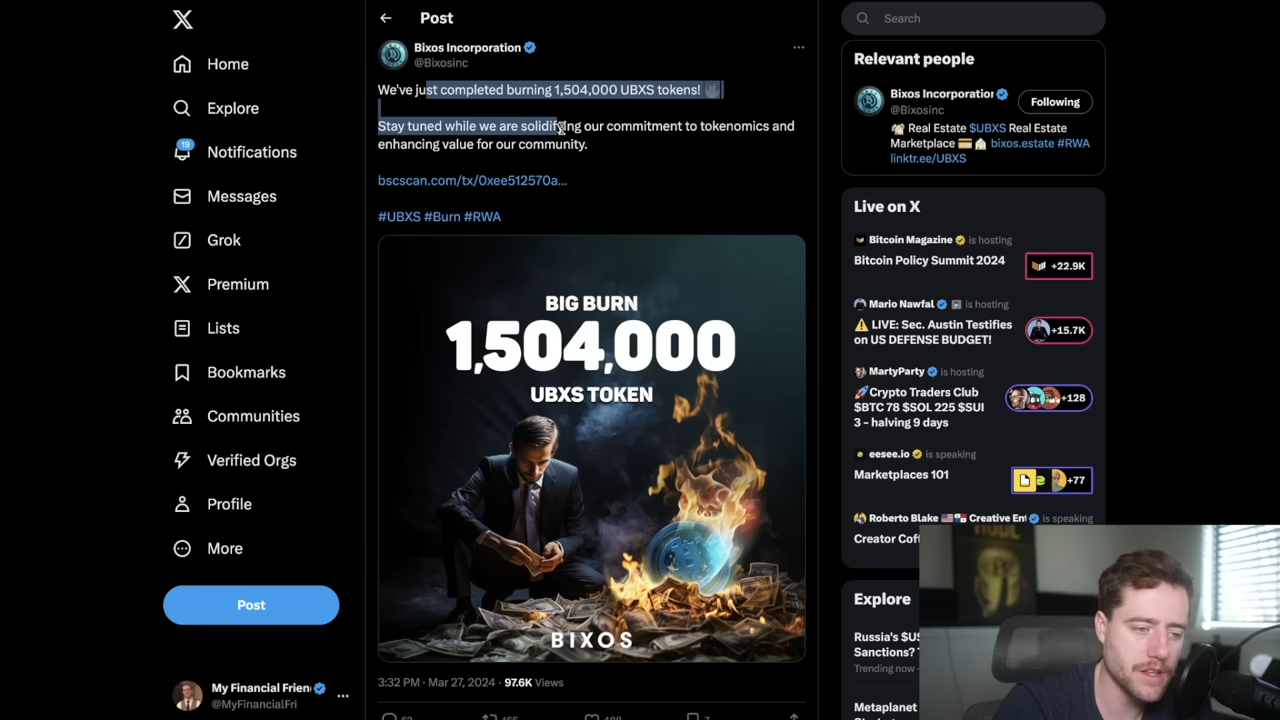 Home
Explore
19
Notifications
Messages
Grok
Premium
Lists
Bookmarks
Communities
Verified Orgs
Profile
More
Post
My Financial Frien
@MyFinancialFri
Post
Bixos Incorporation
@Bixosinc
We've just completed burning 1,504,000 UBXS tokens!
Stay tuned while we are solidifying our commitment to tokenomics and
enhancing value for our community.
bscscan.com/tx/0xee512570a...
#UBXS #Burn #RWA
BIG BURN
1,504,000
UBXS TOKEN
BIXOS
3:32 PM · Mar 27, 2024 · 97.6K Views
Search
Relevant people
Bixos Incorporation
@Bixosinc
Following
Real Estate $UBXS Real Estate
Marketplace bixos.estate #RWA
linktr.ee/UBXS
Live on X
Bitcoin Magazine is hosting
Bitcoin Policy Summit 2024
+22.9K
Mario Nawfal is hosting
LIVE: Sec. Austin Testifies
on US DEFENSE BUDGET!
+15.7K
MartyParty is hosting
Crypto Traders Club
$BTC 78 $SOL 225 $SUI
3 - halving 9 days
+128
eesee.io is speaking
Marketplaces 101
+77
Roberto Blake Creative Ent is speaking
Creator Coff
Explore
Russia's $US
Sanctions?
Trending now
Metaplanet
HODL